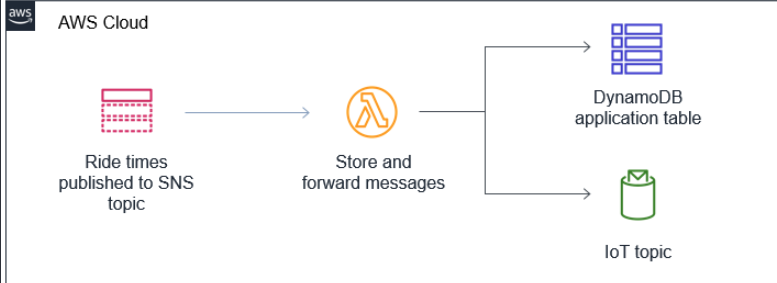 aws
AWS Cloud
DynamoDB
application table
Ride times
published to SNS
topic
Store and
forward messages
IoT topic